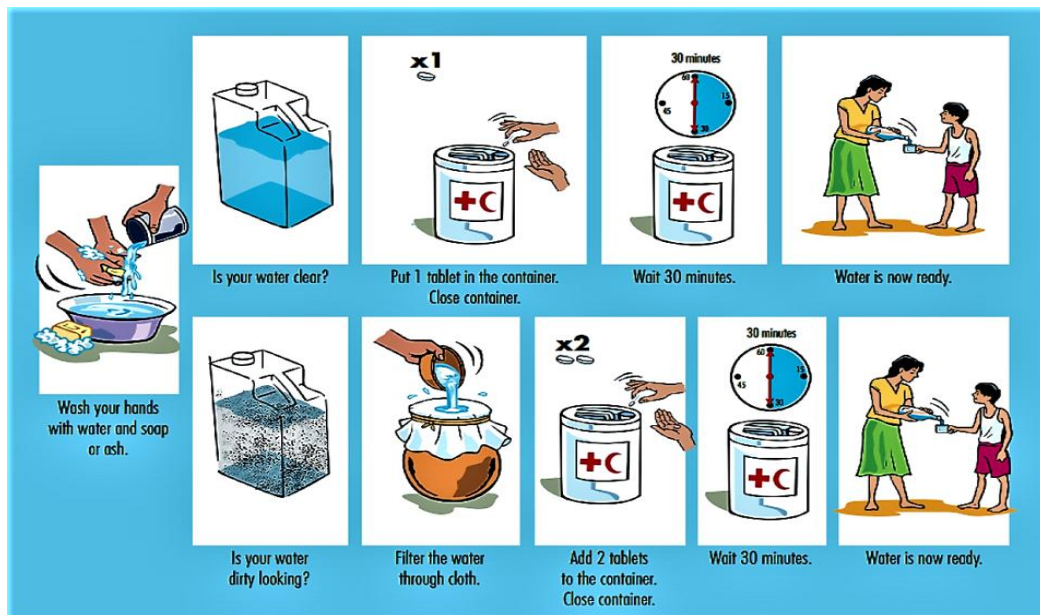 Wash your hands
with water and soap
or ash.
Is your water clear?
x1
Put 1 tablet in the container.
Close container.
30 minutes
60
15
45
30
Wait 30 minutes.
Water is now ready.
Is your water
dirty looking?
Filter the water
through cloth.
x2
Add 2 tablets
to the container.
Close container.
30 minutes
60
15
45
30
Wait 30 minutes.
Water is now ready.